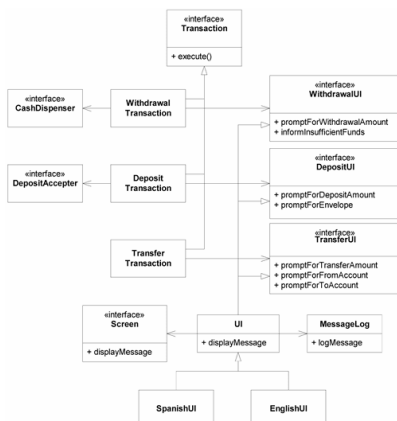 «interface»
Transaction
+ execute()
«interface»
CashDispenser
Withdrawal
Transaction
«interface»
WithdrawalUI
+ promptForWithdrawalAmount
+ informInsufficientFunds
«interface»
DepositAccepter
Deposit
Transaction
«interface»
DepositUI
+ promptForDepositAmount
+ promptForEnvelope
Transfer
Transaction
«interface»
TransferUI
+ promptForTransferAmount
+ promptForFromAccount
+ promptForToAccount
«interface»
Screen
+ displayMessage
UI
+ displayMessage
MessageLog
+ logMessage
SpanishUI
EnglishUI